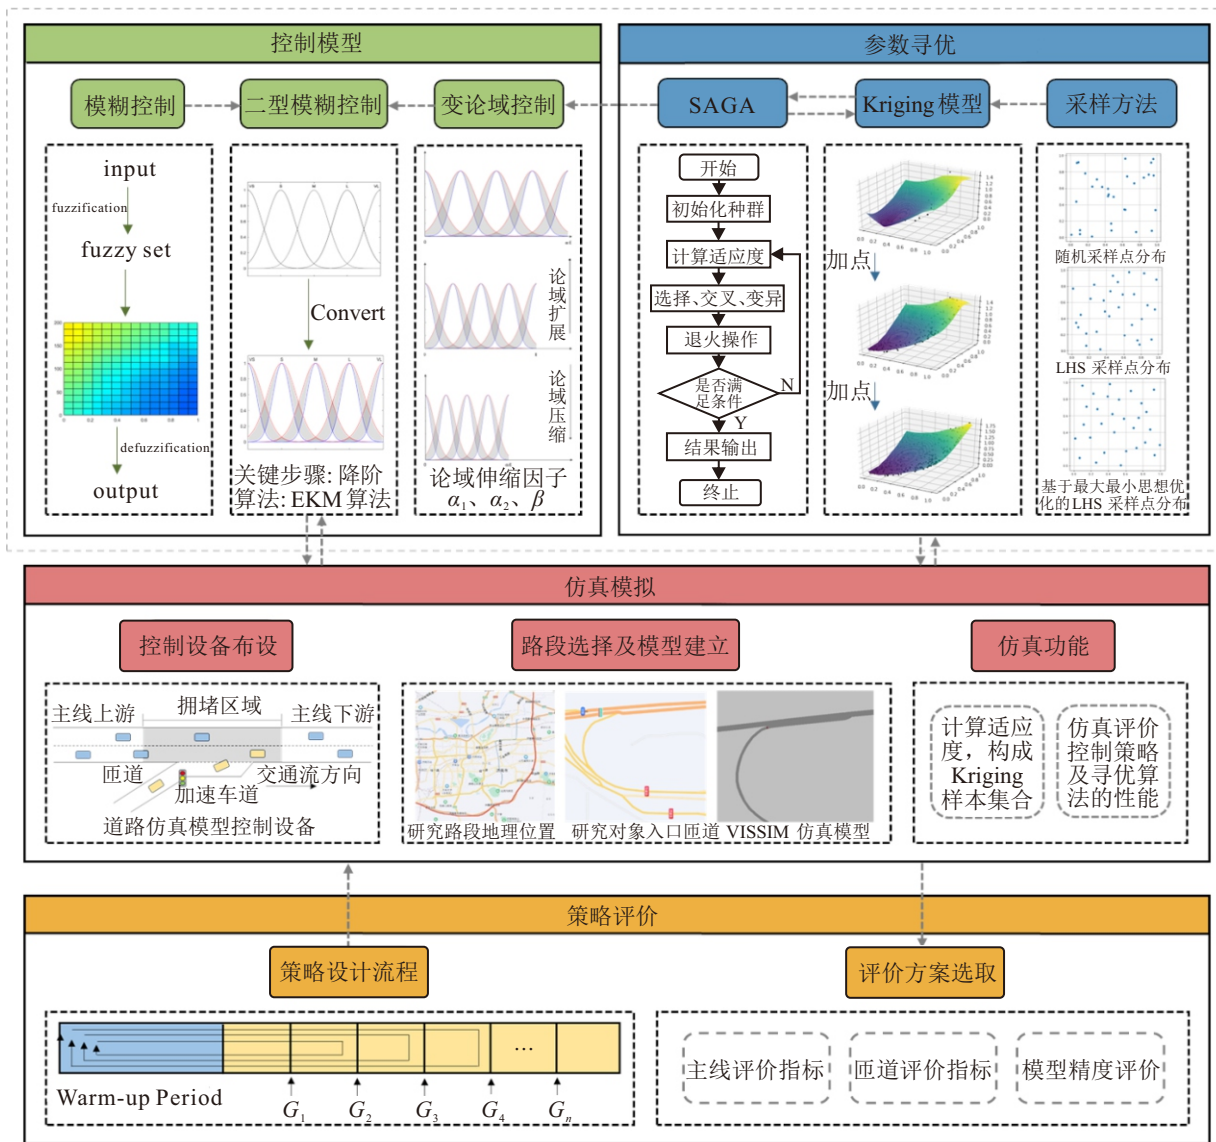 控制模型
模糊控制
二型模糊控制
变论域控制
input
fuzzification
fuzzy set
defuzzification
output
VS S M L VL
Convert
VS S M L VL
关键步骤: 降阶
算法: EKM 算法
论域扩展
论域压缩
论域伸缩因子
α₁、α₂、β
参数寻优
SAGA
Kriging 模型
采样方法
开始
初始化种群
计算适应度
选择、交叉、变异
退火操作
是否满
足条件
N
Y
结果输出
终止
加点
加点
随机采样点分布
LHS 采样点分布
基于最大最小思想优
化的LHS 采样点分布
仿真模拟
控制设备布设
路段选择及模型建立
仿真功能
主线上游
拥堵区域
主线下游
匝道
交通流方向
加速车道
道路仿真模型控制设备
研究路段地理位置
研究对象入口匝道
VISSIM 仿真模型
计算适应
度，构成
Kriging
样本集合
仿真评价
控制策略
及寻优算
法的性能
策略评价
策略设计流程
评价方案选取
...
Warm-up Period
G₁ G₂ G₃ G₄ Gₙ
主线评价指标
匝道评价指标
模型精度评价